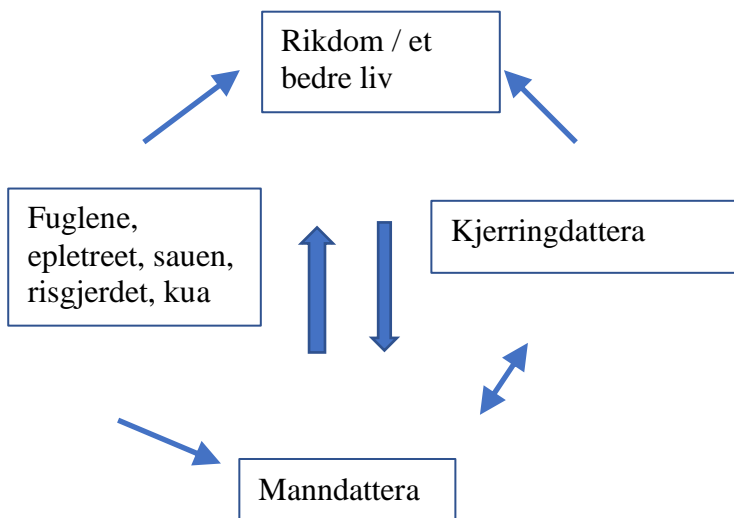 Rikdom / et
bedre liv
Fuglene,
epletreet, sauen,
risgjerdet, kua
Kjerringdattera
Manndattera